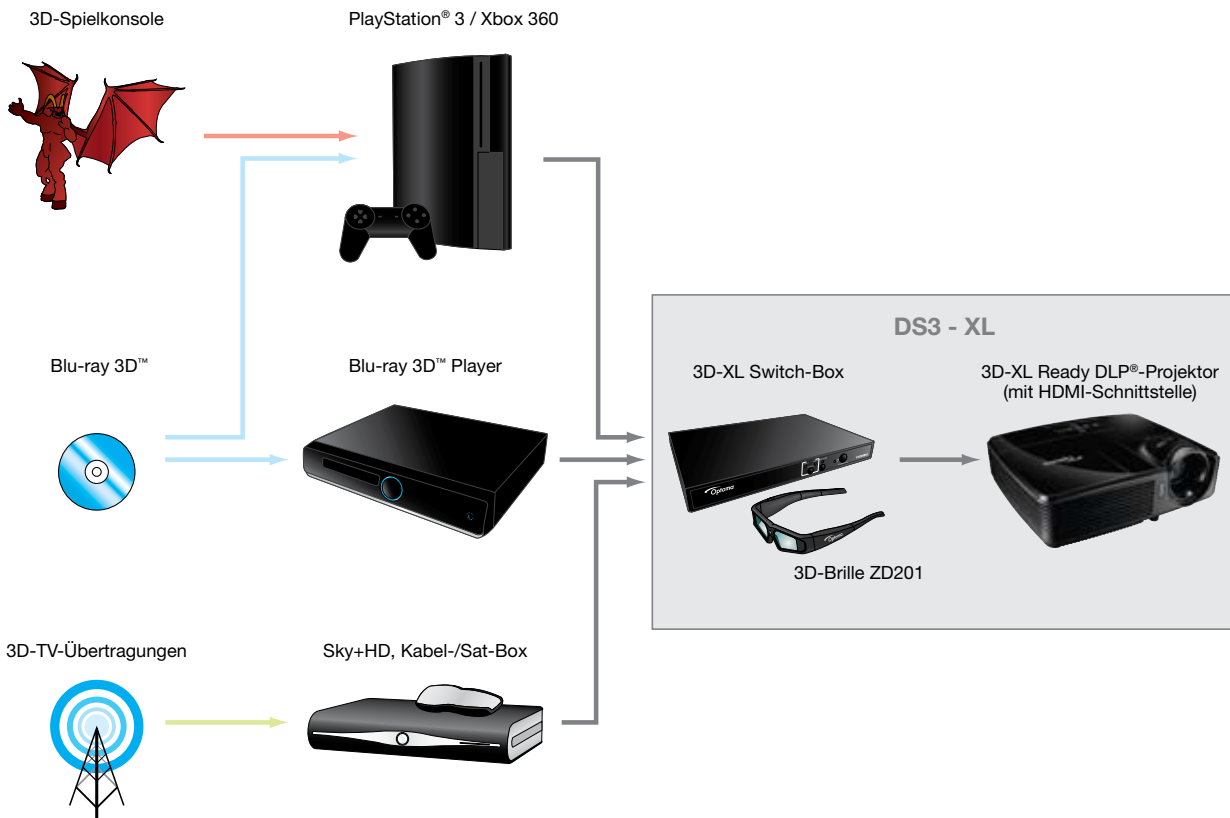 3D-Spielkonsole
PlayStation® 3 / Xbox 360
DS3 - XL
Blu-ray 3D™
Blu-ray 3D™ Player
3D-XL Switch-Box
3D-XL Ready DLP®-Projektor
(mit HDMI-Schnittstelle)
Optoma
Optoma
3D-Brille ZD201
3D-TV-Übertragungen
Sky+HD, Kabel-/Sat-Box